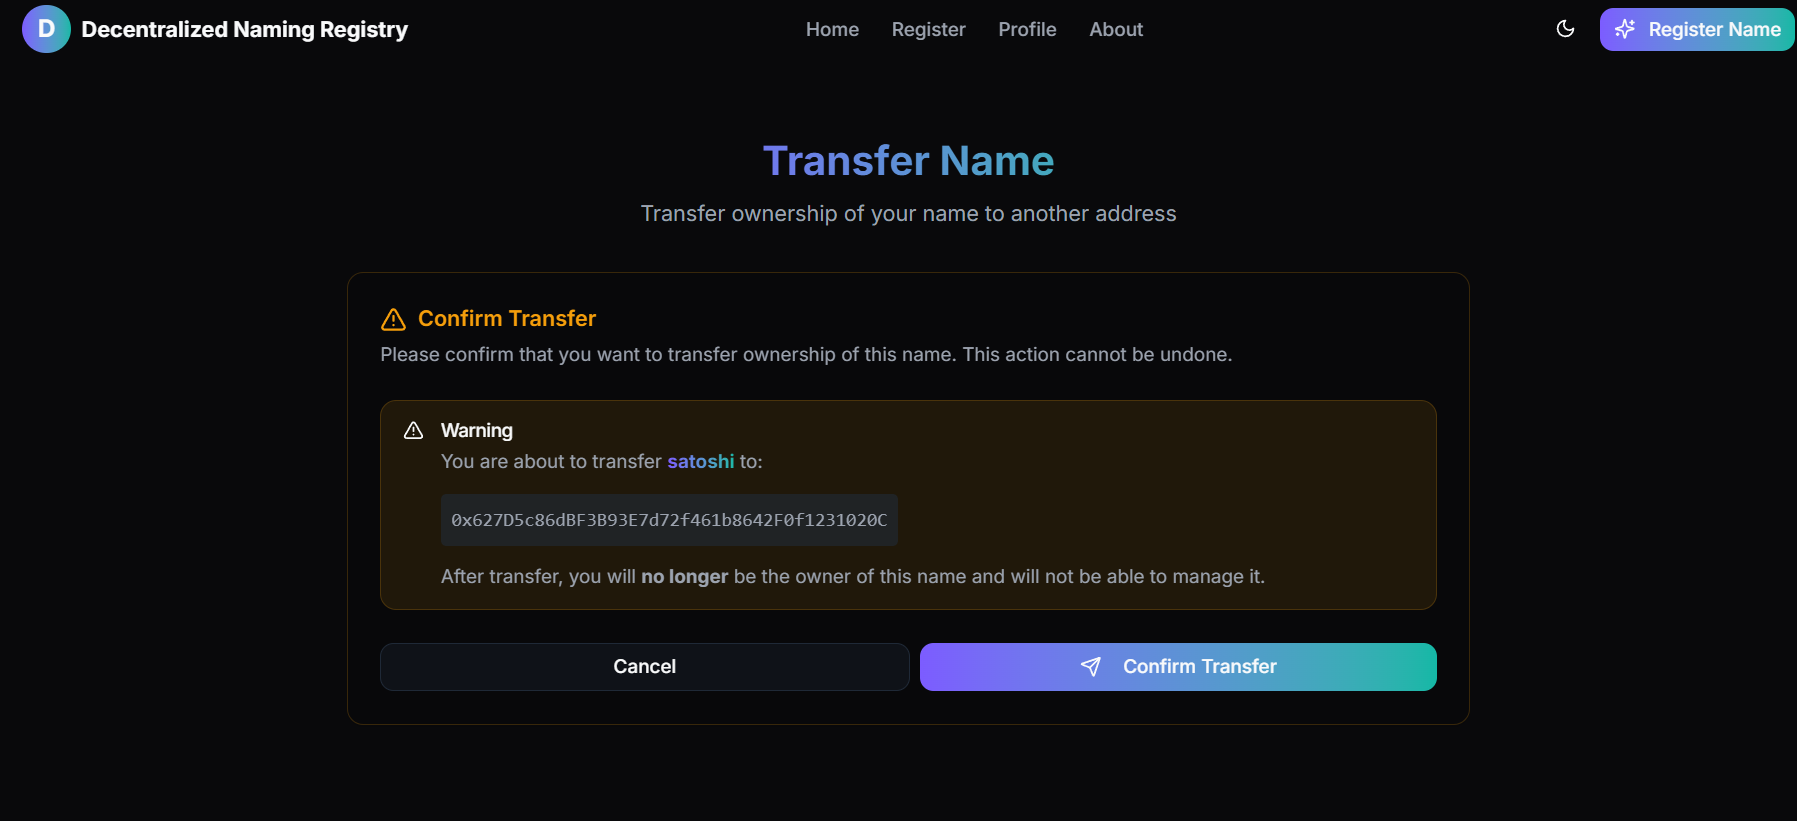 D Decentralized Naming Registry Home Register Profile About Register Name
Transfer Name
Transfer ownership of your name to another address
Confirm Transfer
Please confirm that you want to transfer ownership of this name. This action cannot be undone.
Warning
You are about to transfer satoshi to:
0x627D5c86dBF3B93E7d72f461b8642F0f1231020C
After transfer, you will no longer be the owner of this name and will not be able to manage it.
Cancel Confirm Transfer